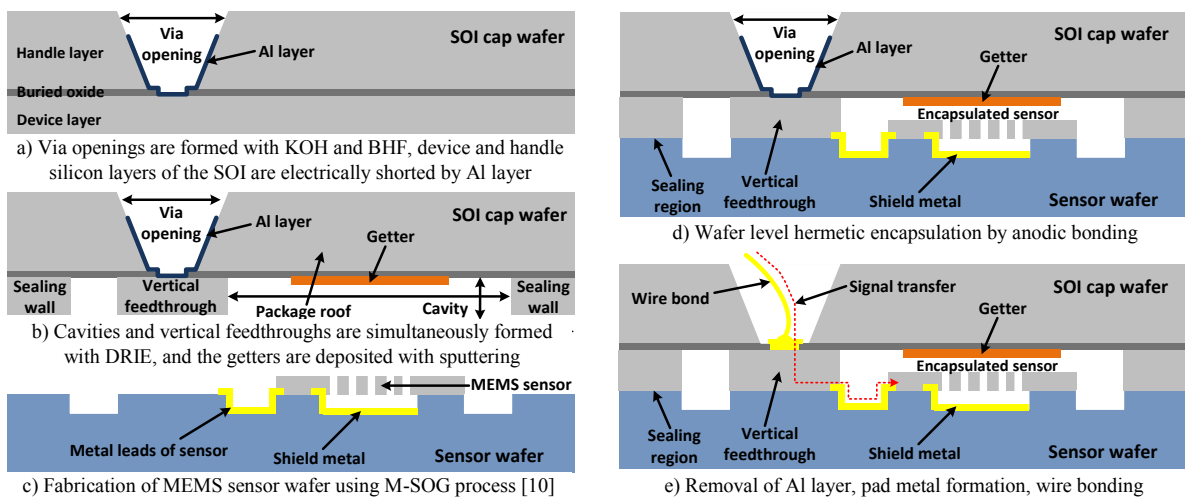 Via
opening
Handle layer
Al layer
SOI cap wafer
Buried oxide
Device layer
a) Via openings are formed with KOH and BHF, device and handle
silicon layers of the SOI are electrically shorted by Al layer
Via
opening
Al layer
SOI cap wafer
Getter
Sealing
wall
Vertical
feedthrough
Package roof
Cavity
Sealing
wall
b) Cavities and vertical feedthroughs are simultaneously formed
with DRIE, and the getters are deposited with sputtering
MEMS sensor
Metal leads of sensor
Shield metal
Sensor wafer
c) Fabrication of MEMS sensor wafer using M-SOG process [10]
Via
opening
Al layer
SOI cap wafer
Getter
Encapsulated sensor
Sealing
region
Vertical
feedthrough
Shield metal
Sensor wafer
d) Wafer level hermetic encapsulation by anodic bonding
Wire bond
Signal transfer
SOI cap wafer
Getter
Encapsulated sensor
Sealing
region
Vertical
feedthrough
Shield metal
Sensor wafer
e) Removal of Al layer, pad metal formation, wire bonding